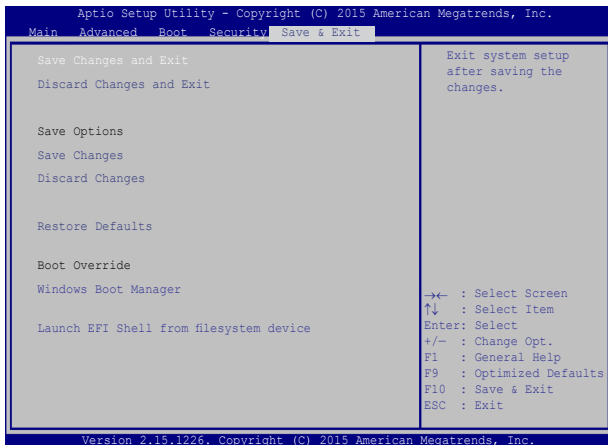 Aptio Setup Utility - Copyright (C) 2015 American Megatrends, Inc.
Main Advanced Boot Security Save & Exit
Save Changes and Exit
Discard Changes and Exit
Save Options
Save Changes
Discard Changes
Restore Defaults
Boot Override
Windows Boot Manager
Launch EFI Shell from filesystem device
Exit system setup
after saving the
changes.
→← : Select Screen
↑↓ : Select Item
Enter: Select
+/— : Change Opt.
F1 : General Help
F9 : Optimized Defaults
F10 : Save & Exit
ESC : Exit
Version 2.15.1226. Copyright (C) 2015 American Megatrends, Inc.